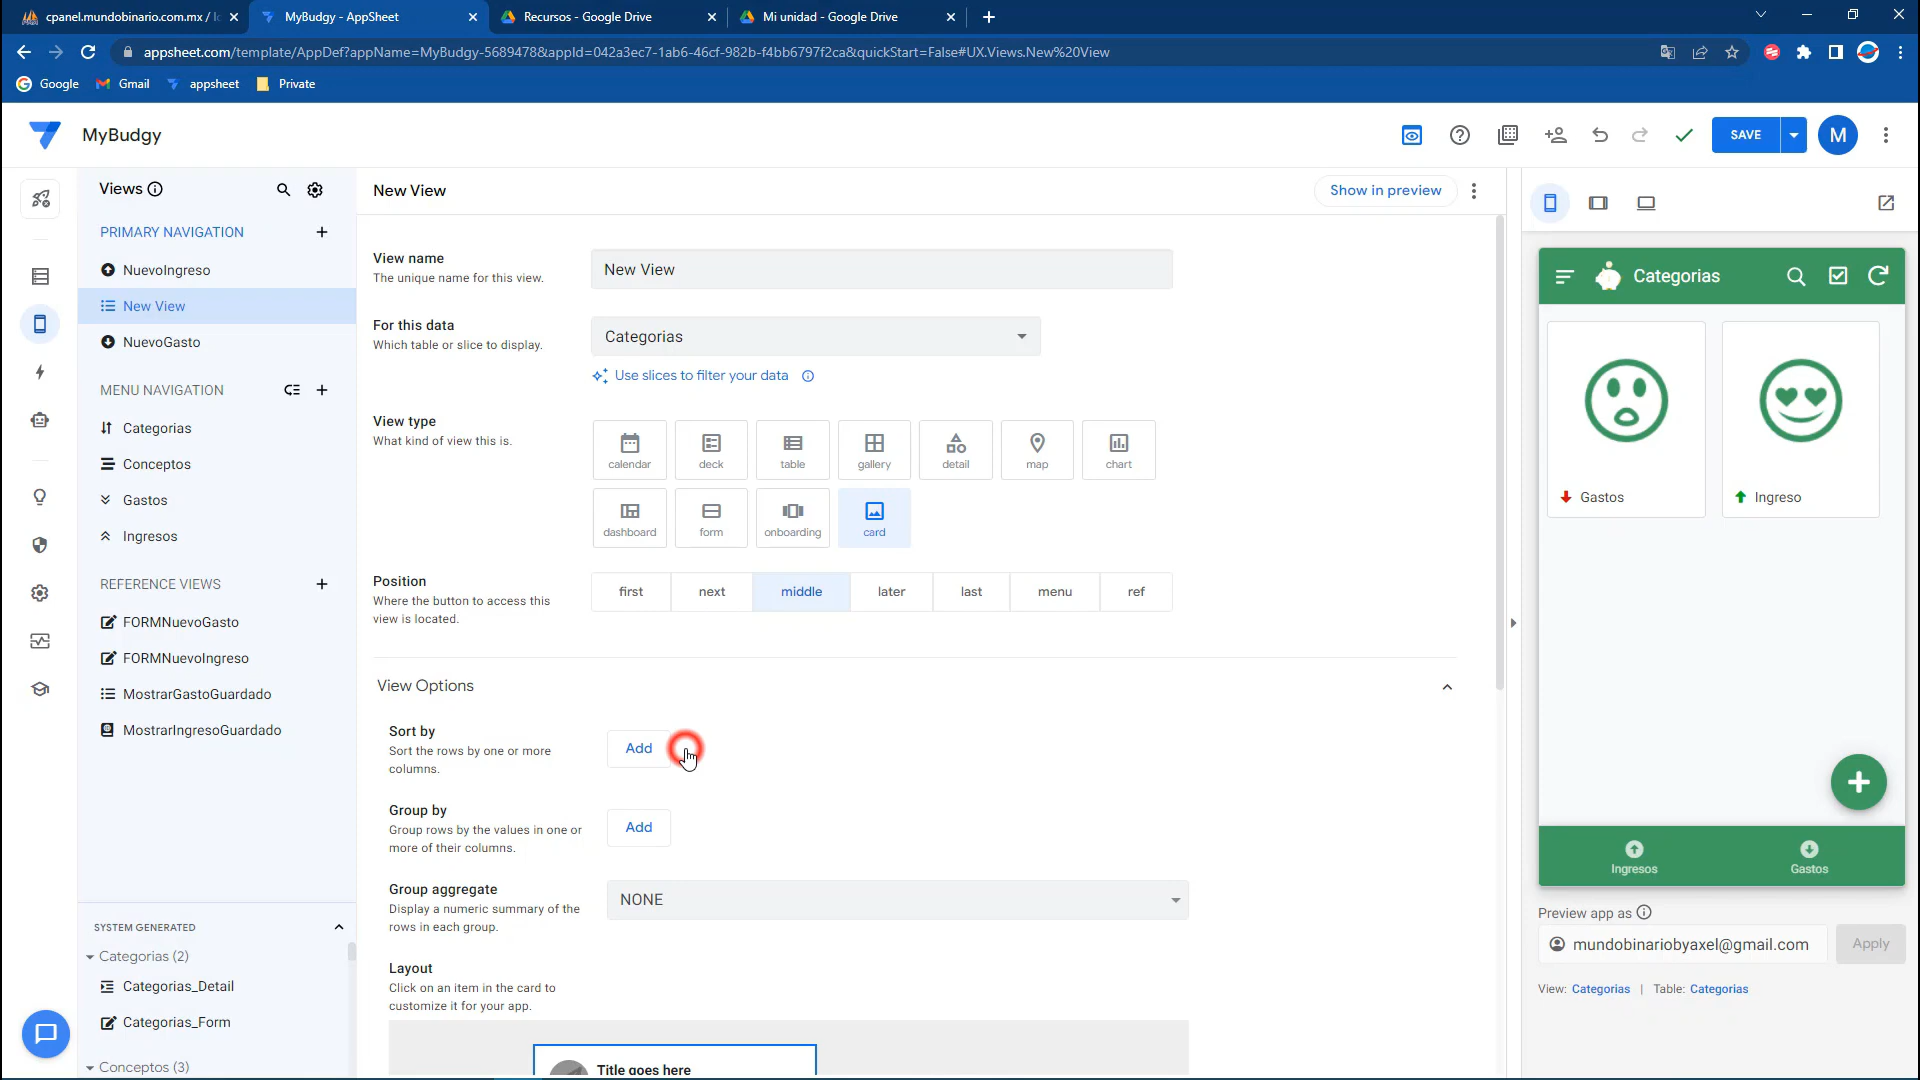 cpanel.mundobinario.com.mx / lo
MyBudgy - AppSheet
Recursos - Google Drive
Mi unidad - Google Drive
appsheet.com/template/AppDef?appName=MyBudgy-5689478&appId=042a3ec7-1ab6-46cf-982b-f4bb6797f2ca&quickStart=False#UX.Views.New%20View
Google
Gmail
appsheet
Private
MyBudgy
SAVE
M
Views
PRIMARY NAVIGATION
NuevoIngreso
New View
NuevoGasto
MENU NAVIGATION
Categorias
Conceptos
Gastos
Ingresos
REFERENCE VIEWS
FORMNuevoGasto
FORMNuevoIngreso
MostrarGastoGuardado
MostrarIngresoGuardado
SYSTEM GENERATED
Categorias (2)
Categorias_Detail
Categorias_Form
Conceptos (3)
New View
Show in preview
View name
The unique name for this view.
New View
For this data
Which table or slice to display.
Categorias
Use slices to filter your data
View type
What kind of view this is.
calendar
deck
table
gallery
detail
map
chart
dashboard
form
onboarding
card
Position
Where the button to access this
view is located.
first
next
middle
later
last
menu
ref
View Options
Sort by
Sort the rows by one or more
columns.
Add
Group by
Group rows by the values in one or
more of their columns.
Add
Group aggregate
Display a numeric summary of the
rows in each group.
NONE
Layout
Click on an item in the card to
customize it for your app.
Title goes here
Categorias
Gastos
Ingreso
Ingresos
Gastos
Preview app as
mundobinariobyaxel@gmail.com
Apply
View: Categorias | Table: Categorias